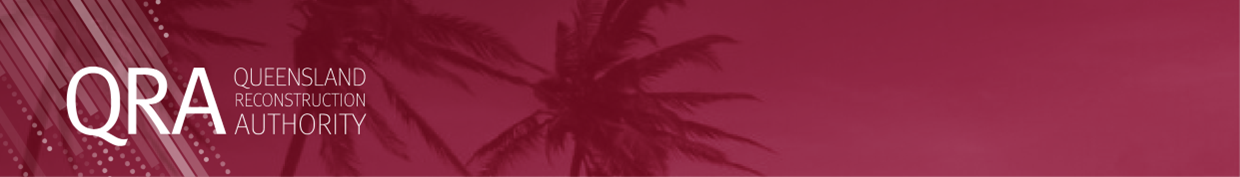 QRA
QUEENSLAND
RECONSTRUCTION
AUTHORITY